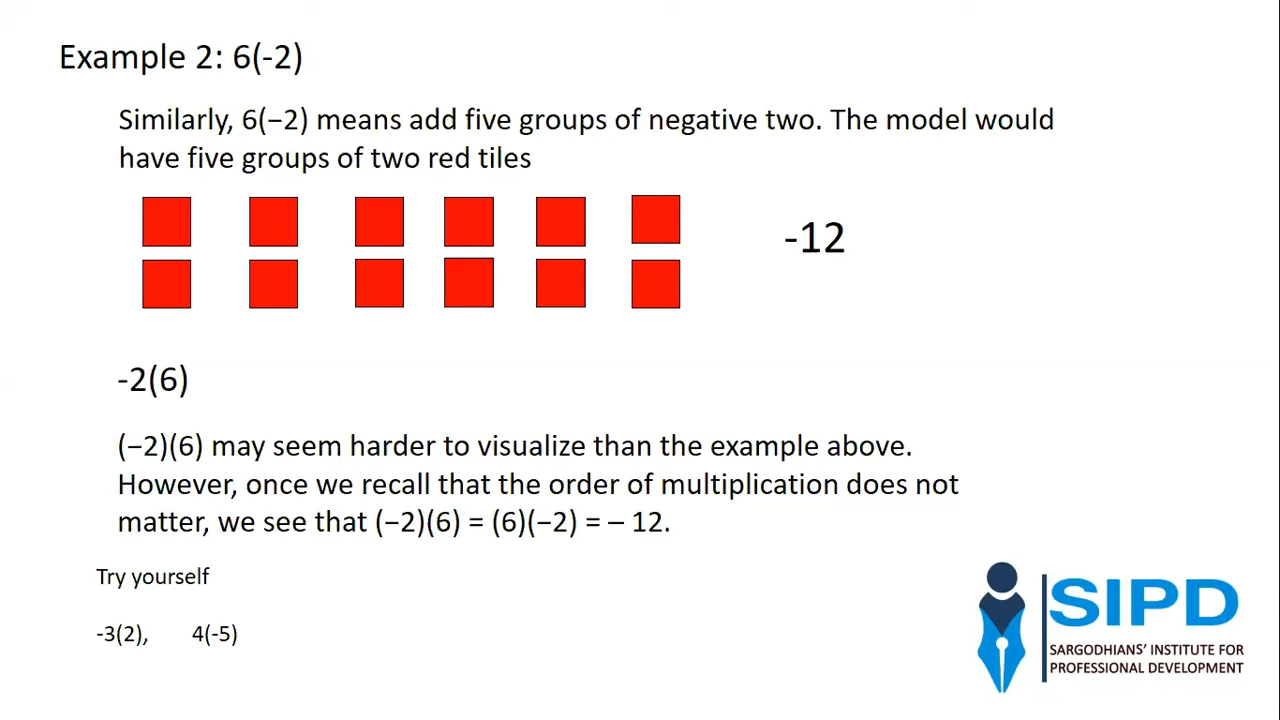 Example 2: 6(-2)
Similarly, 6(−2) means add five groups of negative two. The model would
have five groups of two red tiles
-12
-2(6)
(−2)(6) may seem harder to visualize than the example above.
However, once we recall that the order of multiplication does not
matter, we see that (−2)(6) = (6)(−2) = – 12.
Try yourself
-3(2), 4(-5)
SIPD
SARGODHIANS’ INSTITUTE FOR
PROFESSIONAL DEVELOPMENT